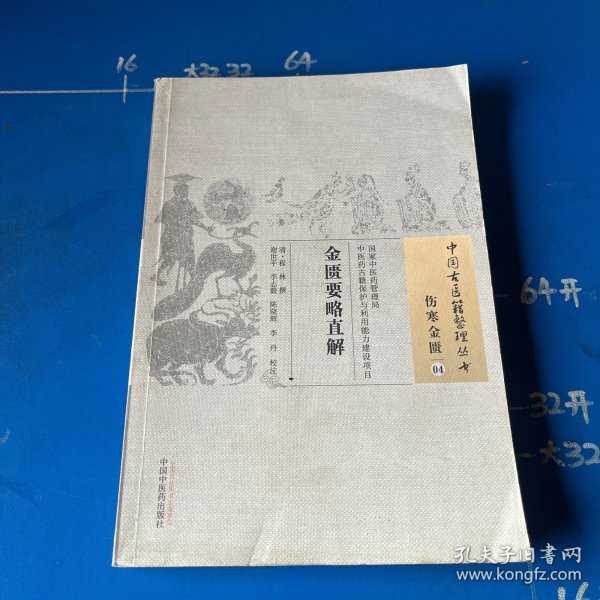 16
大32
32
64
中国古医籍整理丛书
伤寒金匮
04
国家中医药管理局
中医药古籍保护与利用能力建设项目
金匮要略直解
清·程 林 撰
谢世平 李志毅 陈晓辉 李 丹 校注
中国中医药出版社
64开
32开
大32
16
孔夫子旧书网
www.kongfz.com